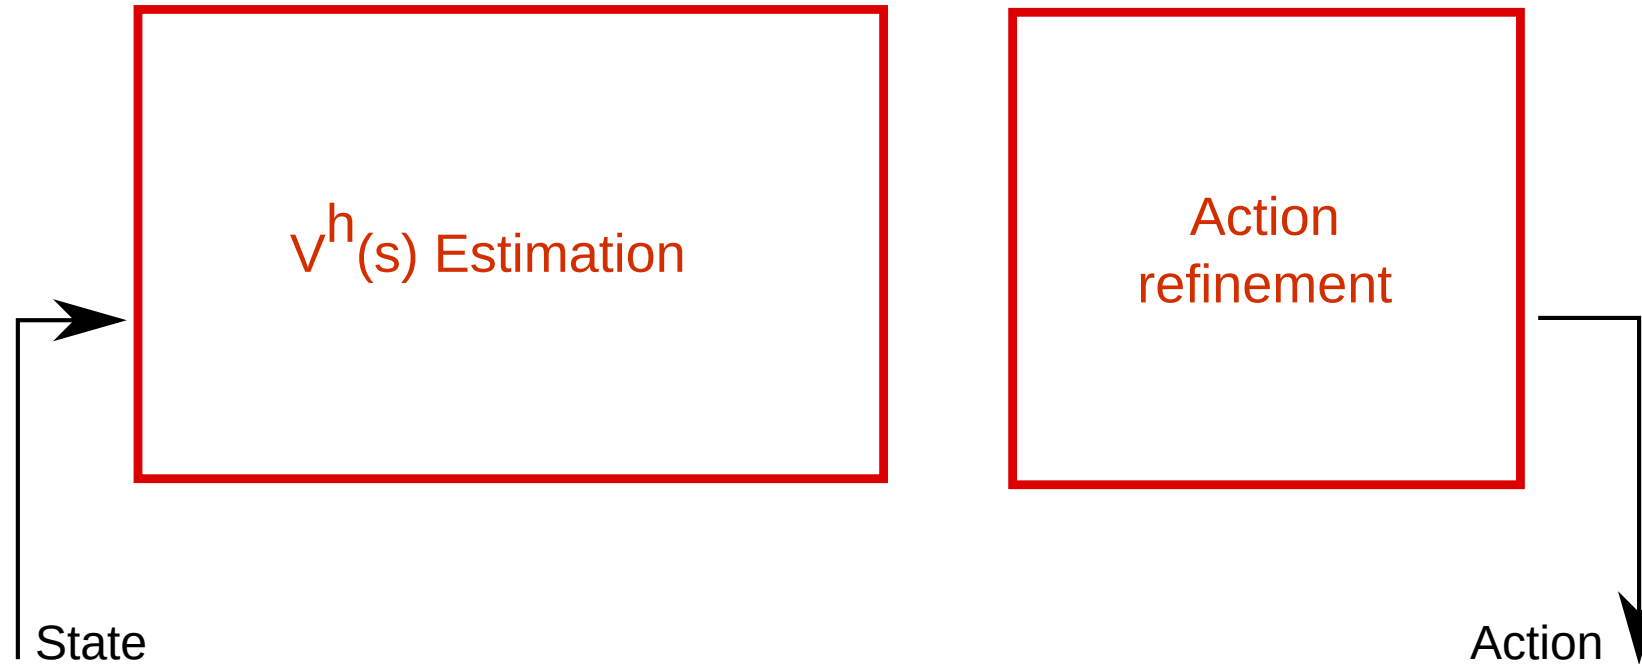 V^h(s) Estimation
Action
refinement
State
Action